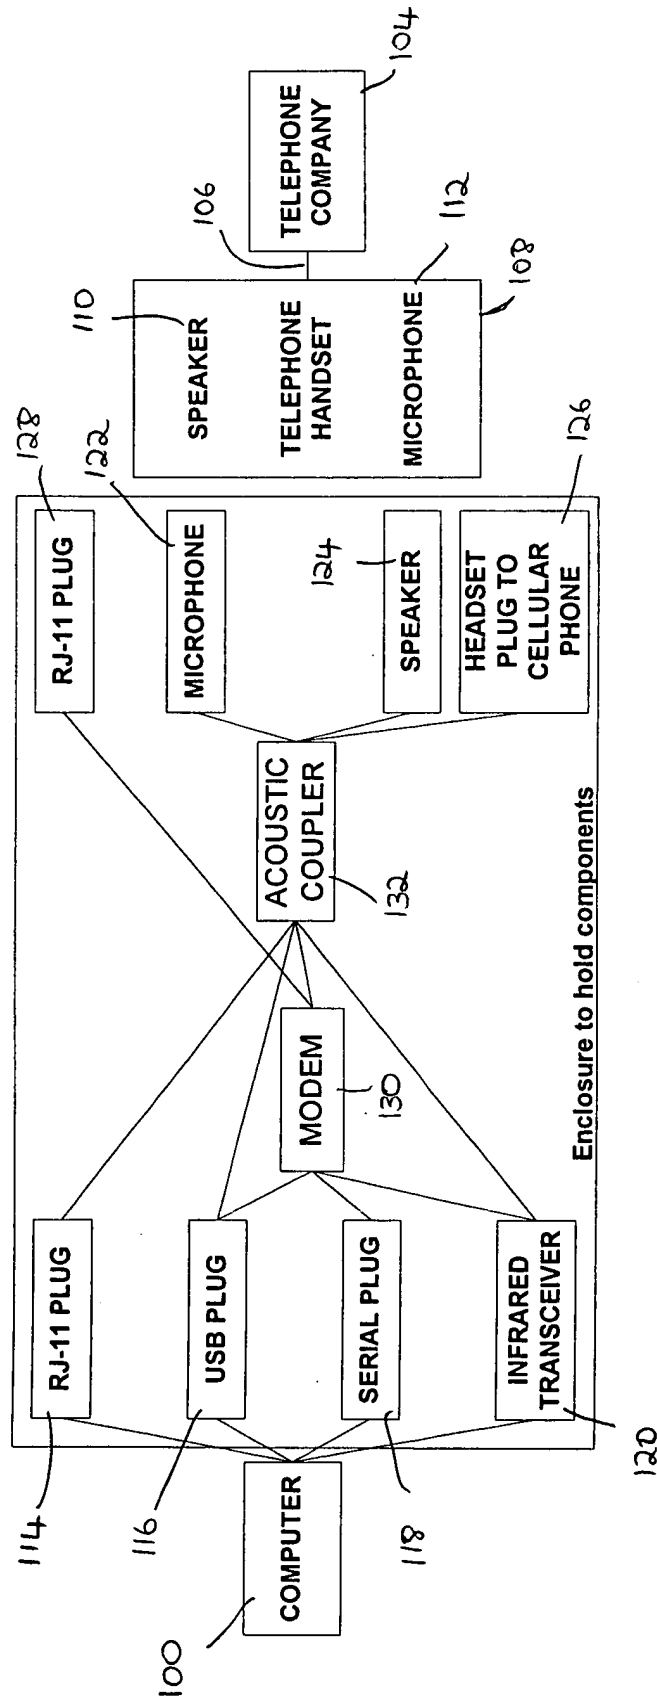 100
COMPUTER
114
RJ-11 PLUG
116
USB PLUG
118
SERIAL PLUG
120
INFRARED
TRANSCEIVER
MODEM
130
ACOUSTIC
COUPLER
132
128
RJ-11 PLUG
122
MICROPHONE
124
SPEAKER
126
HEADSET
PLUG TO
CELLULAR
PHONE
Enclosure to hold components
110
SPEAKER
TELEPHONE
HANDSET
MICROPHONE
112
108
106
TELEPHONE
COMPANY
104